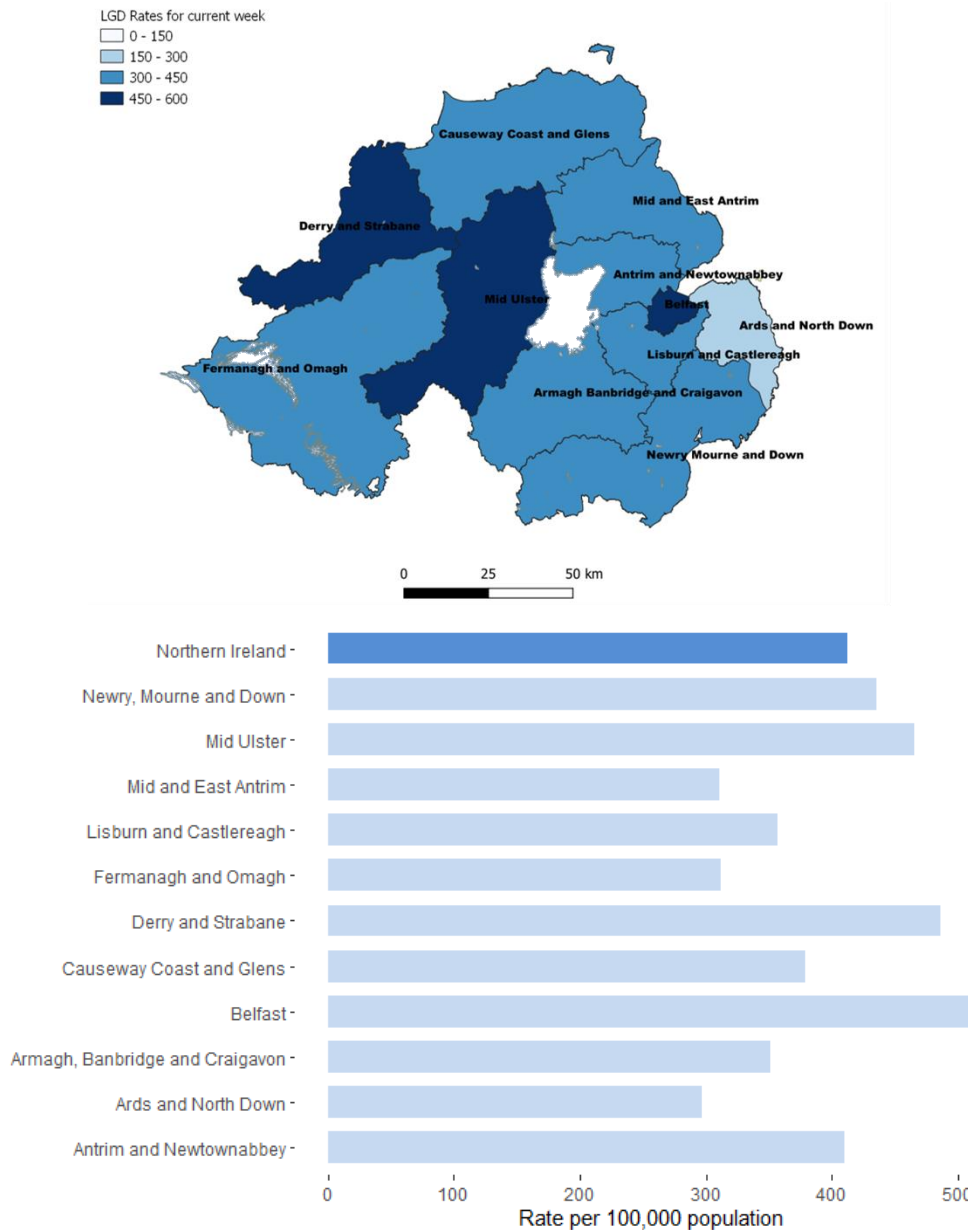 LGD Rates for current week
0 - 150
150 - 300
300 - 450
450 - 600
Causeway Coast and Glens
Mid and East Antrim
Derry and Strabane
Antrim and Newtownabbey
Mid Ulster
Belfast
Ards and North Down
Lisburn and Castlereagh
Fermanagh and Omagh
Armagh Banbridge and Craigavon
Newry Mourne and Down
0 25 50 km
Northern Ireland
Newry, Mourne and Down
Mid Ulster
Mid and East Antrim
Lisburn and Castlereagh
Fermanagh and Omagh
Derry and Strabane
Causeway Coast and Glens
Belfast
Armagh, Banbridge and Craigavon
Ards and North Down
Antrim and Newtownabbey
0 100 200 300 400 500
Rate per 100,000 population